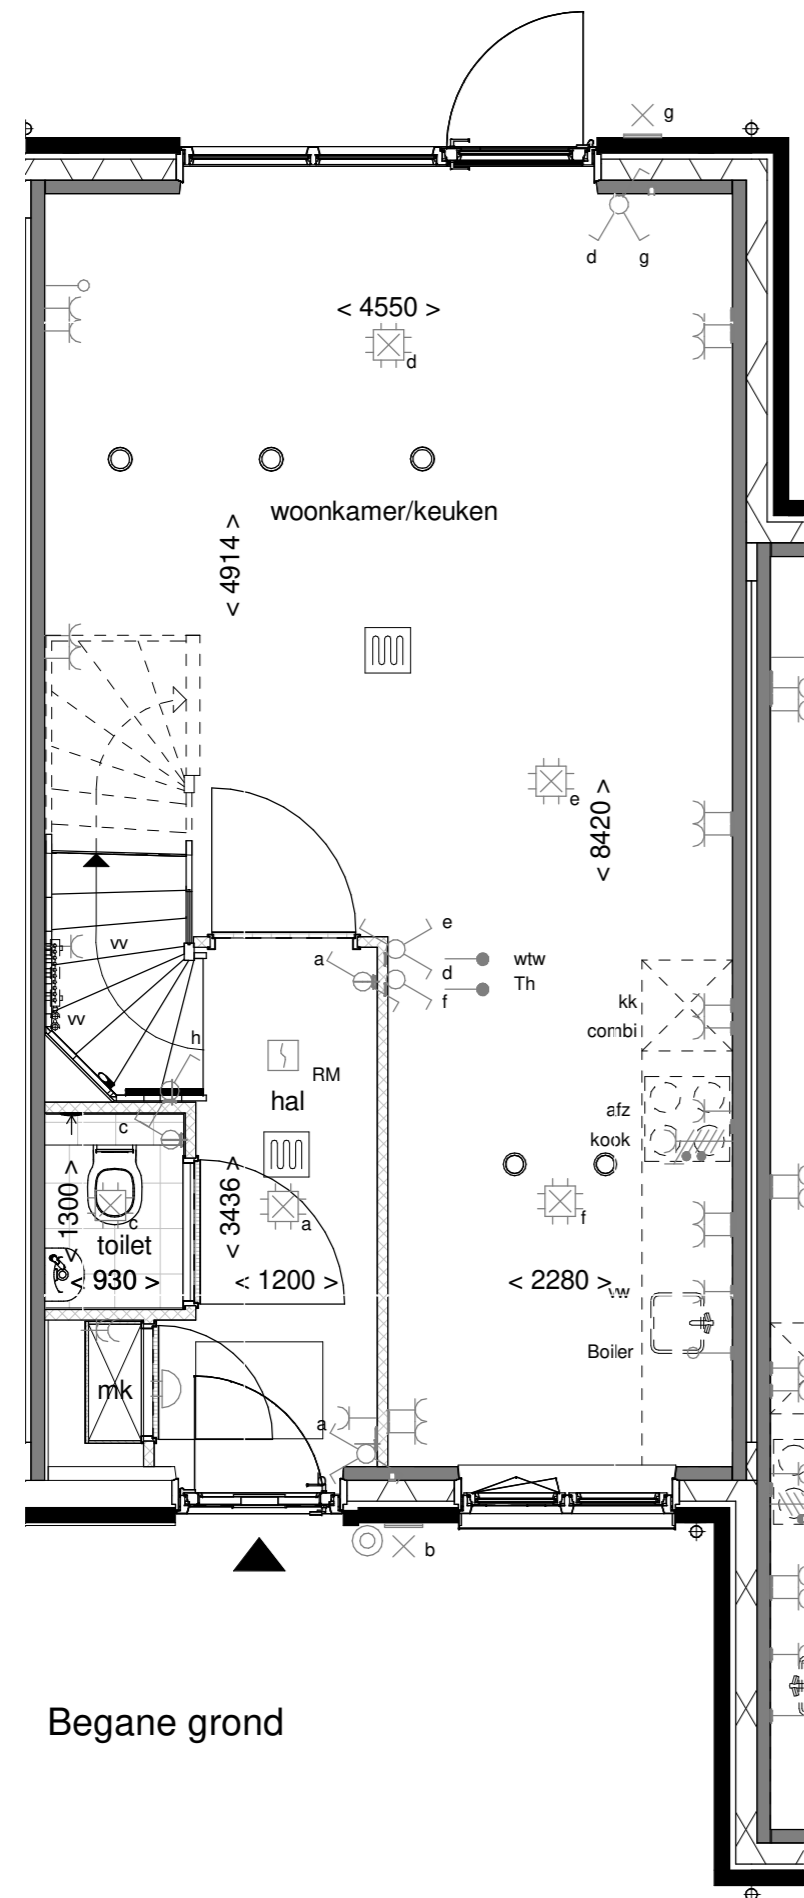 g
d g
< 4550 >
d
woonkamer/keuken
< 4914 >
e
< 8420 >
e
vv
a
d
wtw
f
Th
vv
h
kk
combi
RM
hal
c
afz
kook
< 1300 >
< 3436 >
c
a
f
toilet
< 930 >
< 1200 >
< 2280 >
vw
Boiler
mk
a
b
Begane grond